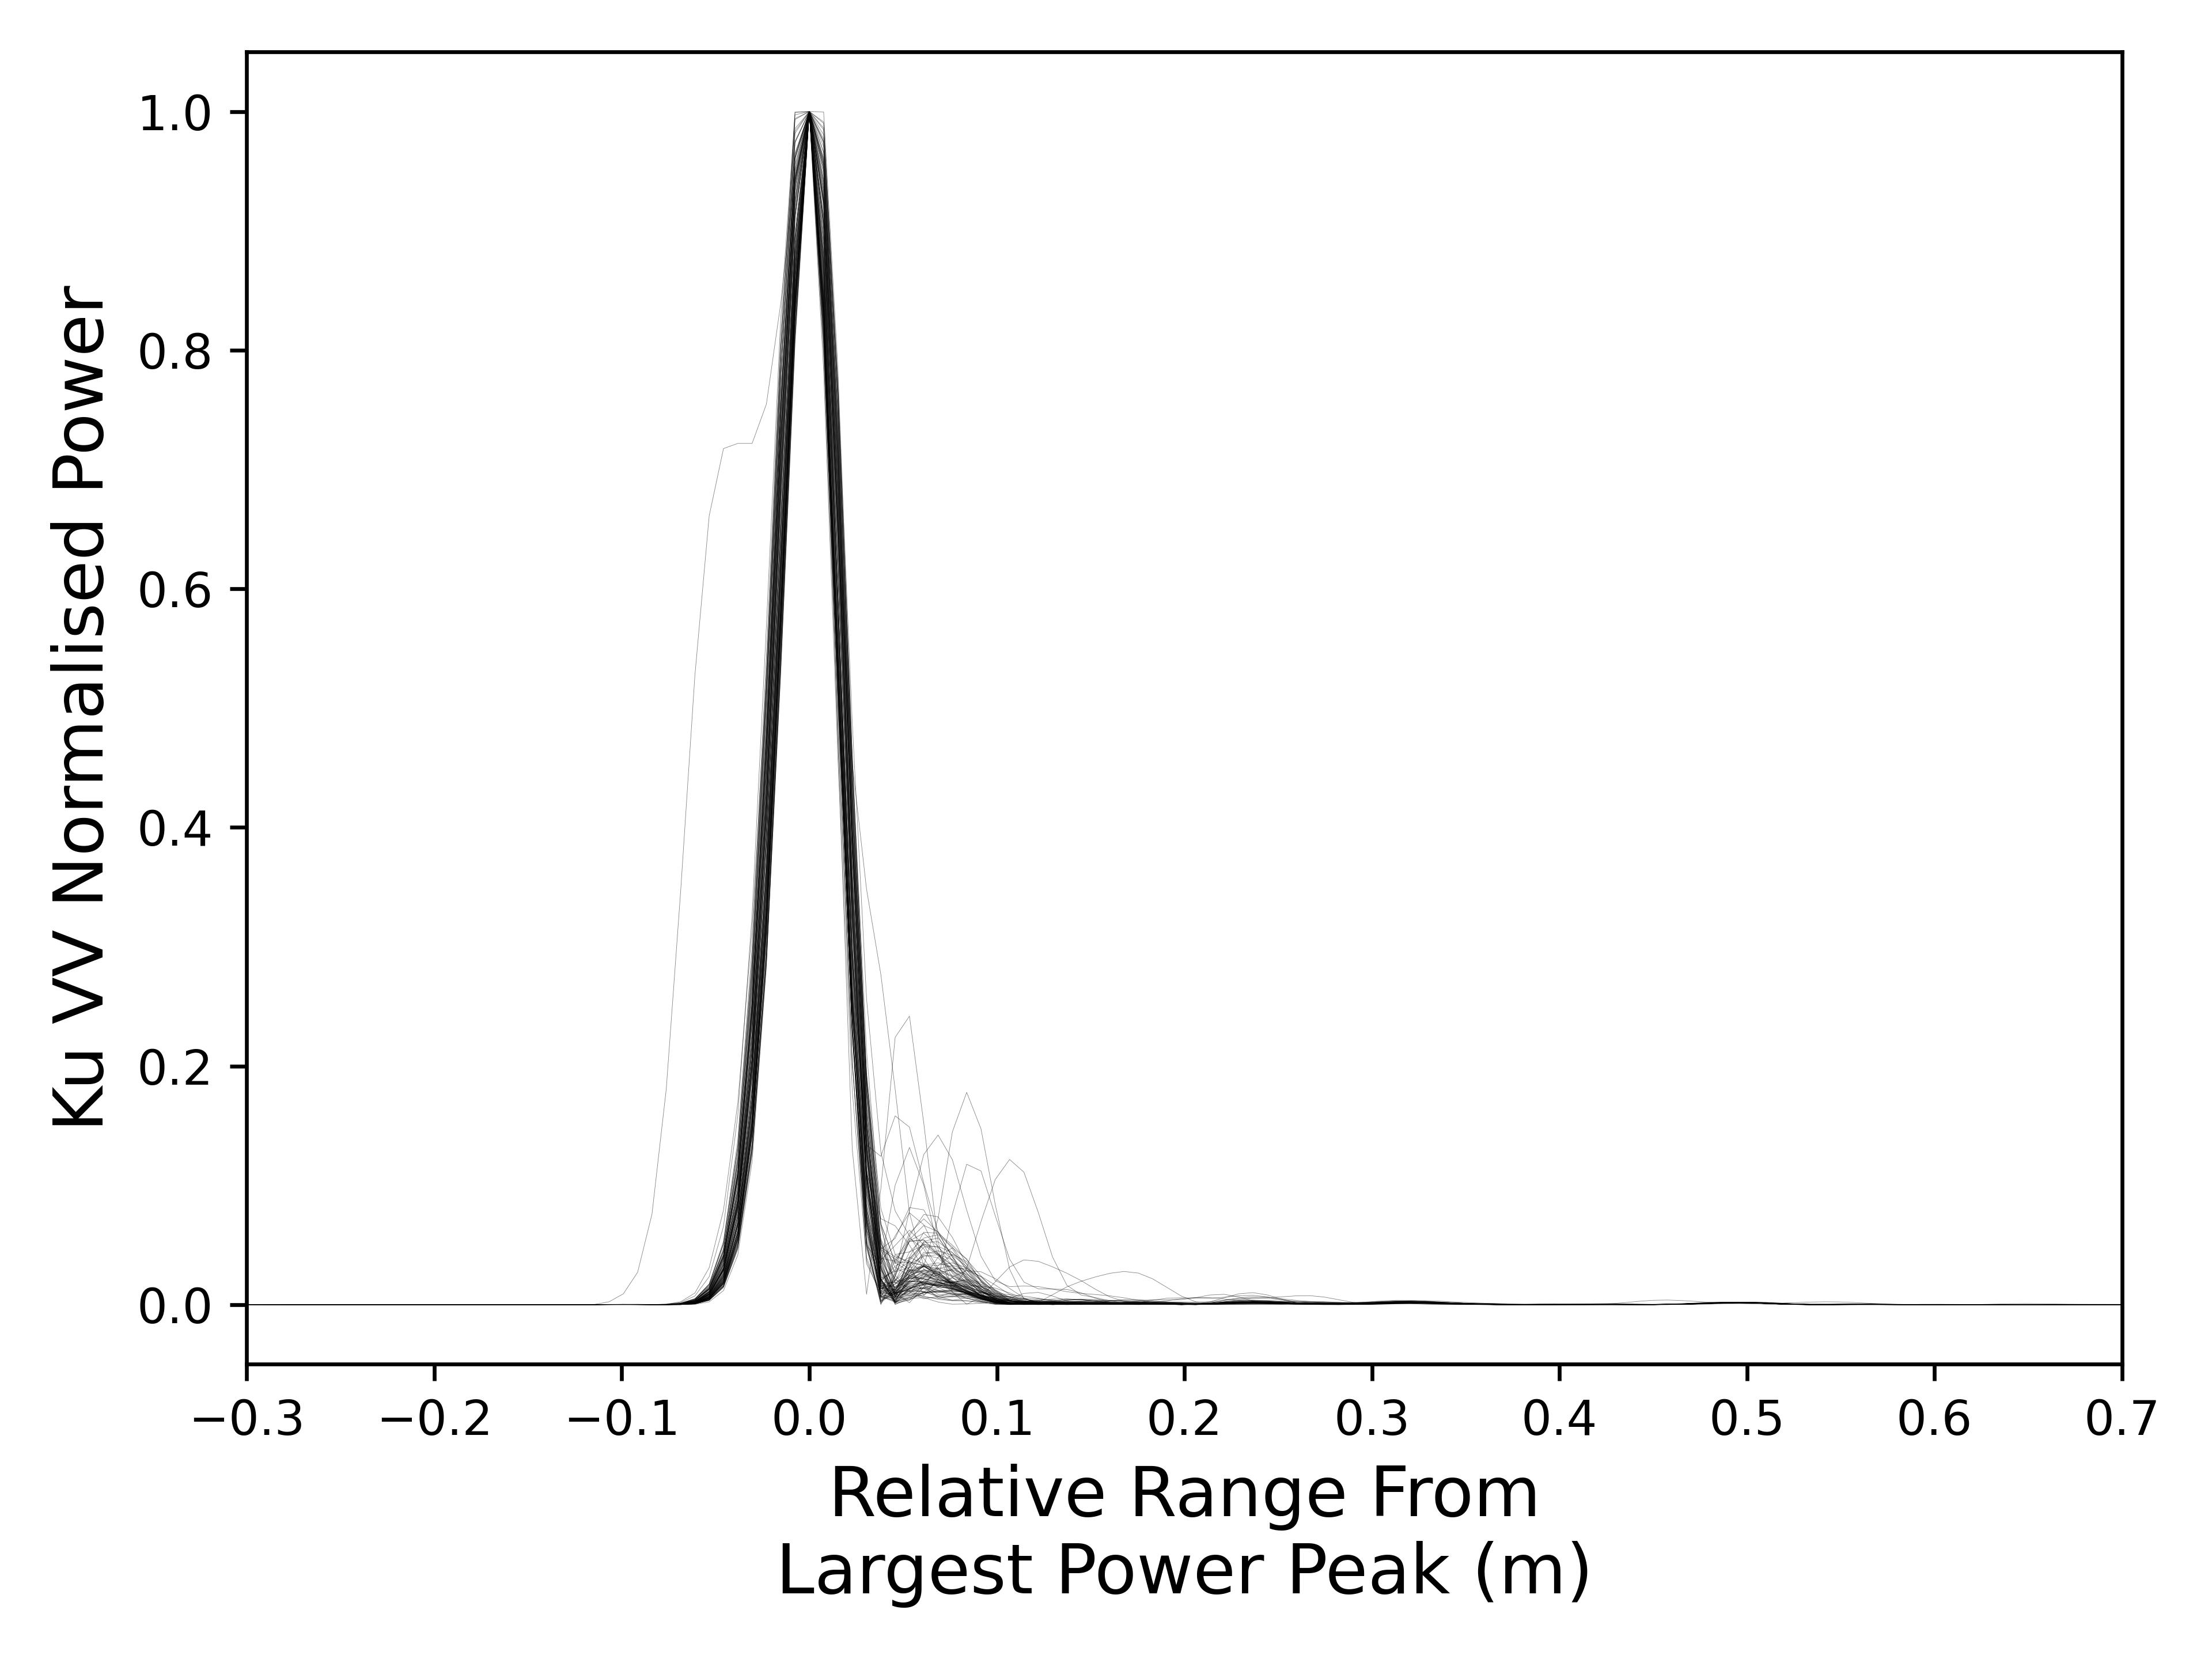 Ku VV Normalised Power
1.0
0.8
0.6
0.4
0.2
0.0
−0.3 −0.2 −0.1 0.0 0.1 0.2 0.3 0.4 0.5 0.6 0.7
Relative Range From
Largest Power Peak (m)